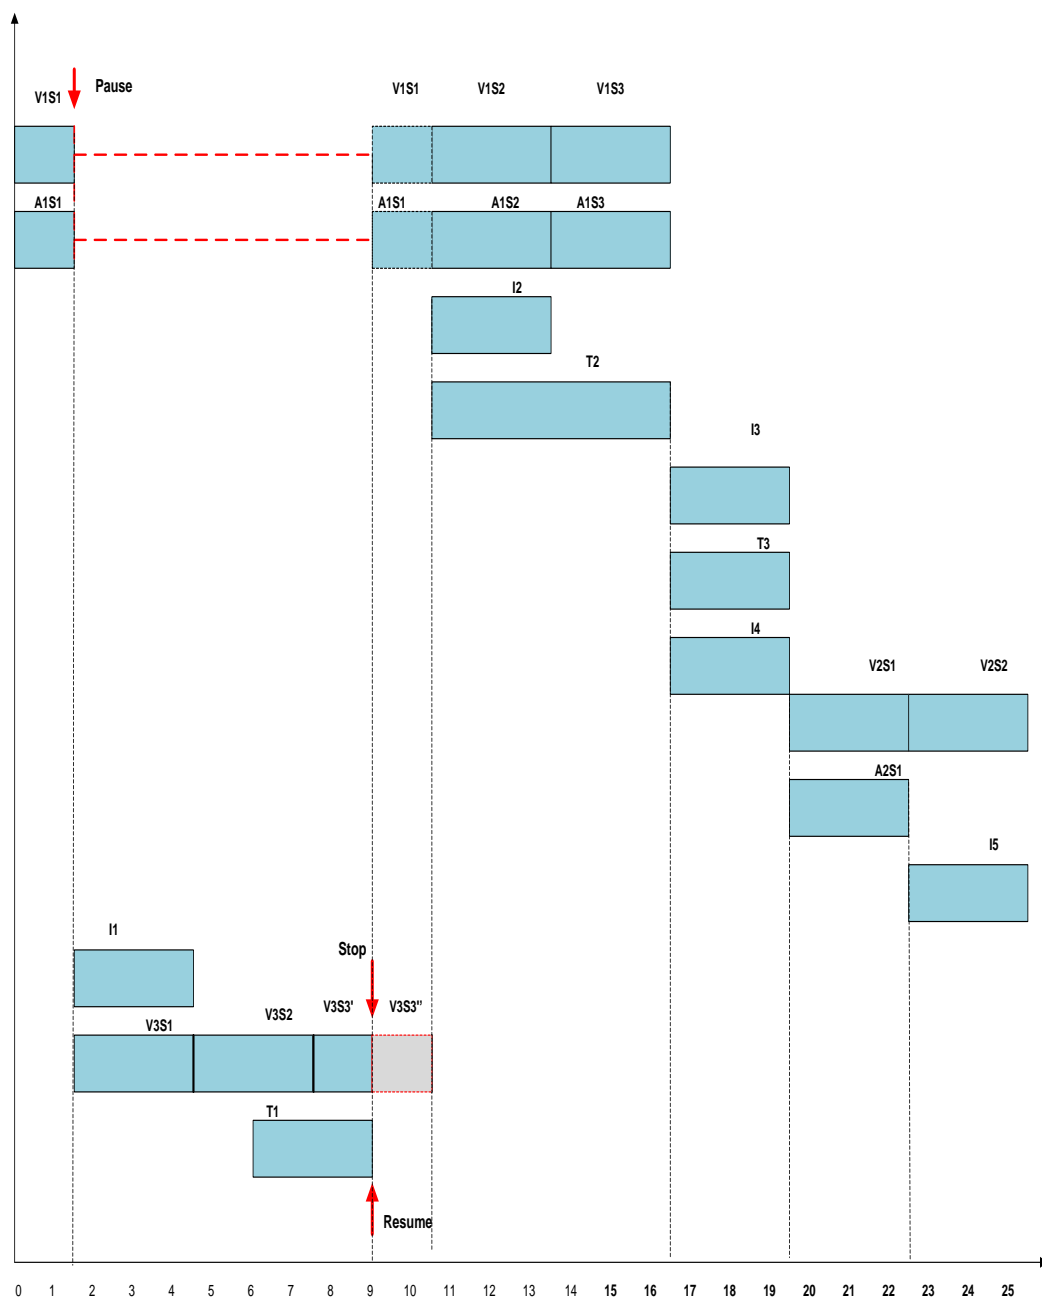 Pause
V1S1 V1S1 V1S2 V1S3
A1S1 A1S1 A1S2 A1S3
I2
T2
I3
T3
I4
V2S1 V2S2
A2S1
I5
I1
Stop
V3S1 V3S2 V3S3' V3S3''
T1
Resume
0 1 2 3 4 5 6 7 8 9 10 11 12 13 14 15 16 17 18 19 20 21 22 23 24 25